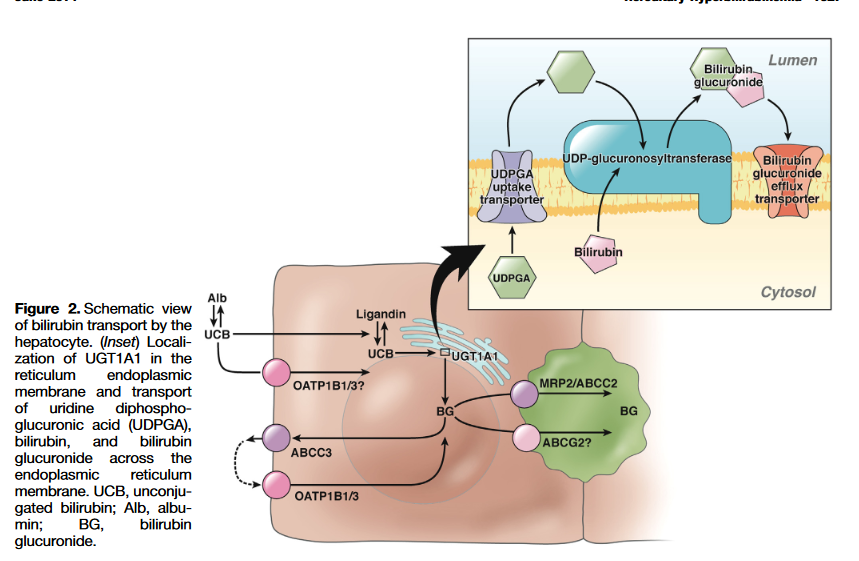 Figure 2. Schematic view
of bilirubin transport by the
hepatocyte. (Inset) Locali-
zation of UGT1A1 in the
reticulum endoplasmic
membrane and transport
of uridine diphospho-
glucuronic acid (UDPGA),
bilirubin, and bilirubin
glucuronide across the
endoplasmic reticulum
membrane. UCB, unconju-
gated bilirubin; Alb, albu-
min; BG, bilirubin
glucuronide.
Lumen
Bilirubin
glucuronide
UDP-glucuronosyltransferase
UDPGA
uptake
transporter
Bilirubin
glucuronide
efflux
transporter
Bilirubin
UDPGA
Cytosol
Alb
UCB
Ligandin
UCB
UGT1A1
OATP1B1/3?
BG
MRP2/ABCC2
BG
ABCG2?
ABCC3
OATP1B1/3